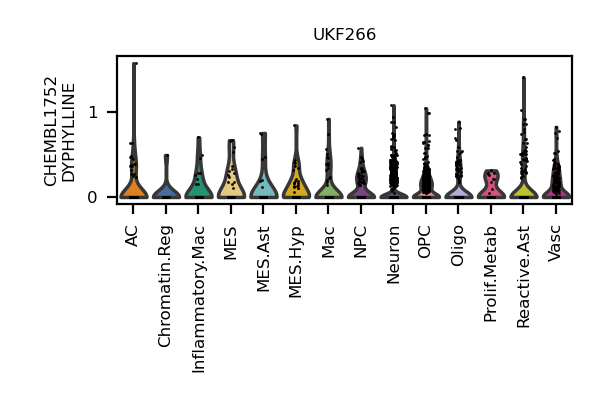 UKF266
CHEMBL1752
DYPHYLLINE
1
0
AC
Chromatin.Reg
Inflammatory.Mac
MES
MES.Ast
MES.Hyp
Mac
NPC
Neuron
OPC
Oligo
Prolif.Metab
Reactive.Ast
Vasc